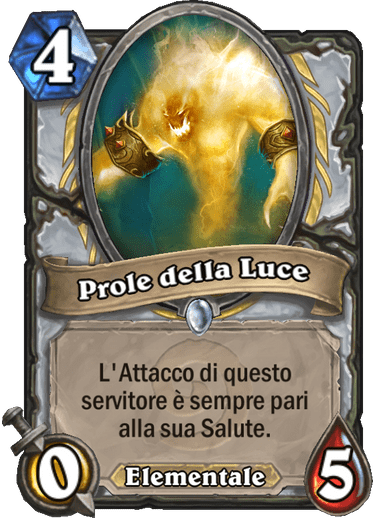 4
Prole della Luce
L'Attacco di questo
servitore è sempre pari
alla sua Salute.
0
Elementale
5